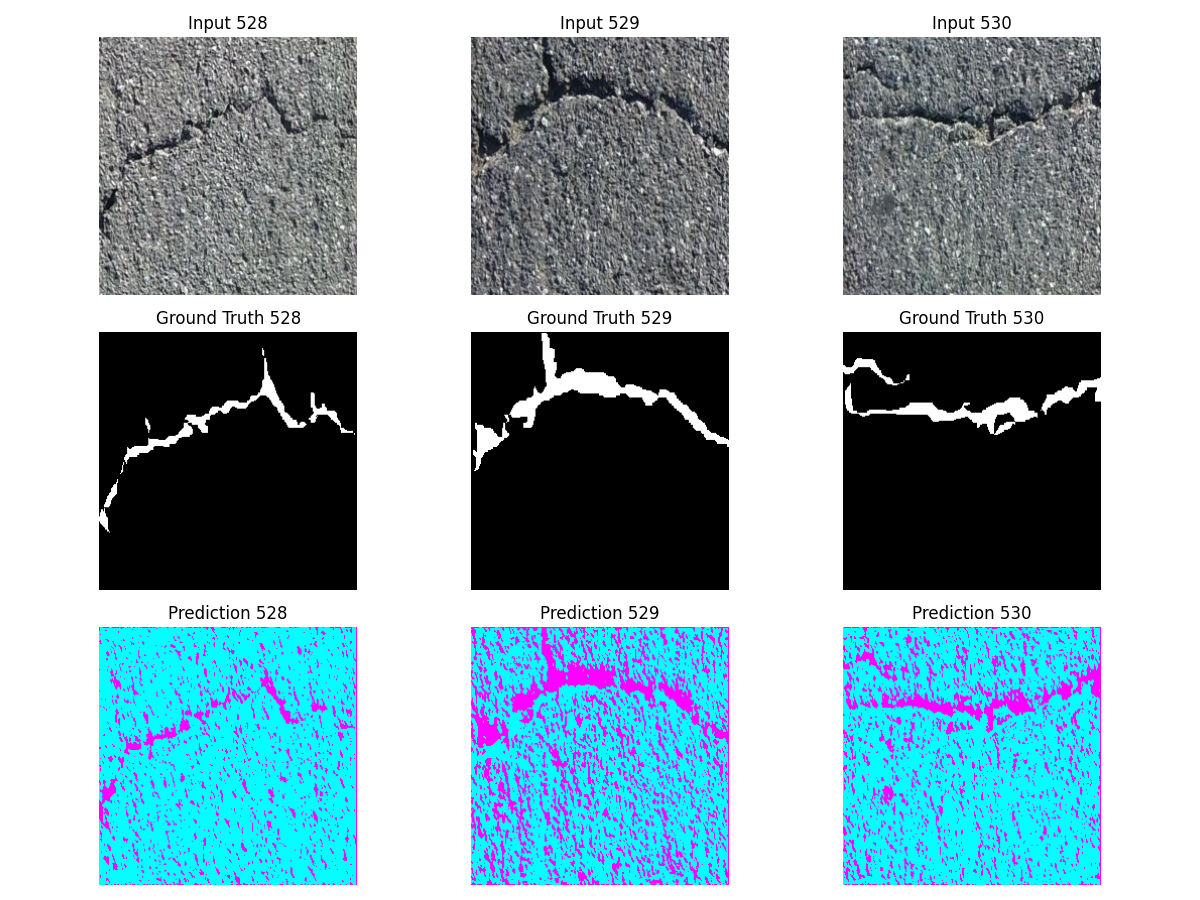 Input 528
Input 529
Input 530
Ground Truth 528
Ground Truth 529
Ground Truth 530
Prediction 528
Prediction 529
Prediction 530